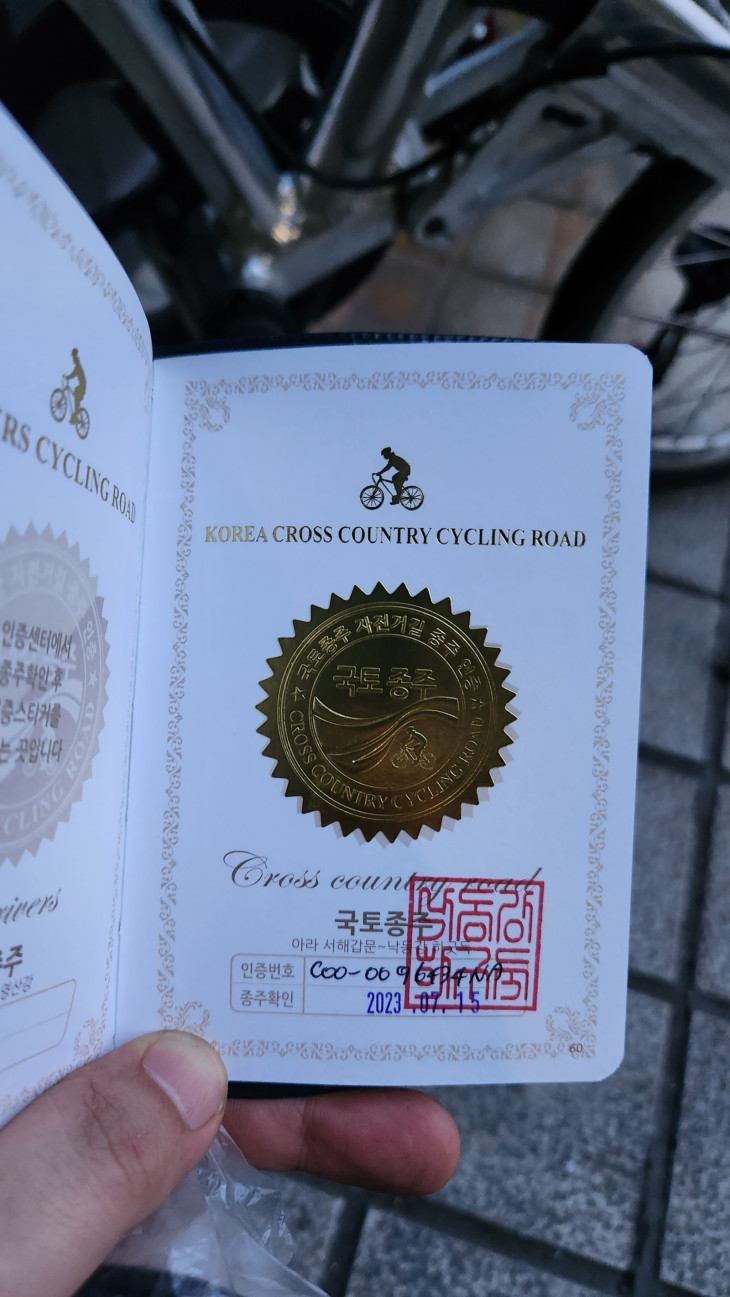 RS CYCLING ROAD
인증센터에서
종주확인 후
증스티커를
는 곳입니다
CYCLING ROAD
ivers
KOREA CROSS COUNTRY CYCLING ROAD
★ 국토종주 자전거길 종주 인증 ★
국토종주
CROSS COUNTRY CYCLING ROAD
Cross country road
국토종주
아라 서해갑문~낙동강 하굿둑
인증번호
종주확인 2023.07.15
60